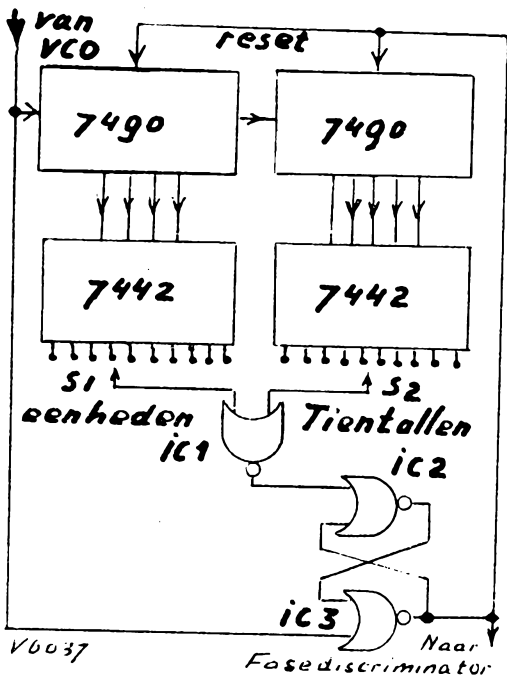 van
VCO
reset
7490
7490
7442
7442
S1
S2
eenheden
Tientallen
iC1
iC2
iC3
V6037
Naar
Fasediscriminator